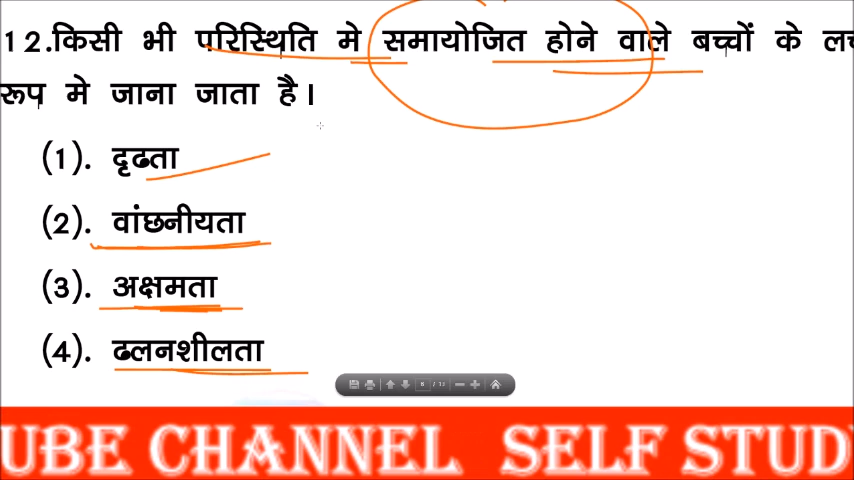 12.किसी भी परिस्थिति मे समायोजित होने वाले बच्चों के
रूप मे जाना जाता है।
(1). दृढता
(2). वांछनीयता
(3). अक्षमता
(4). ढलनशीलता
UBE CHANNEL SELF STUD